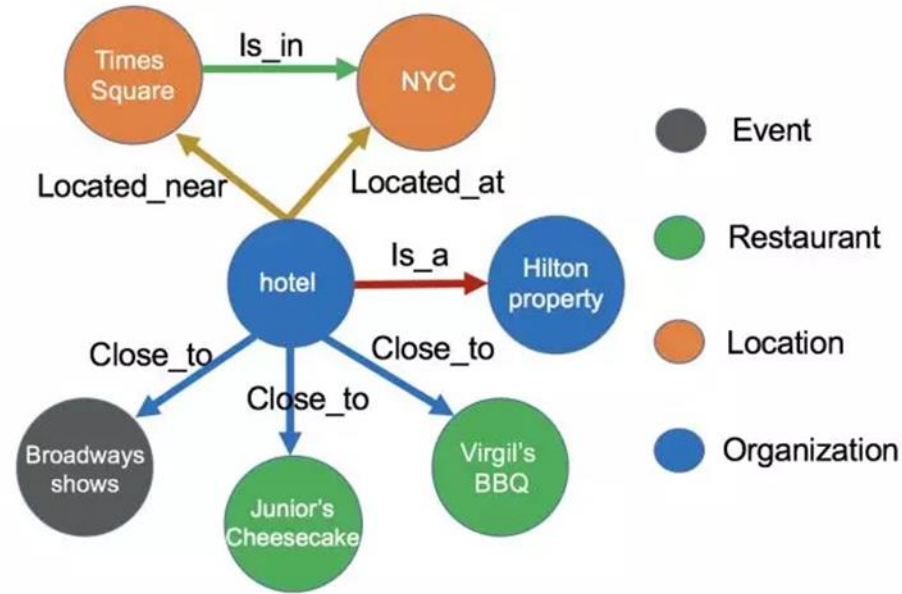 Times
Square
Is_in
NYC
Located_near
Located_at
hotel
Is_a
Hilton
property
Close_to
Close_to
Close_to
Broadways
shows
Junior's
Cheesecake
Virgil's
BBQ
Event
Restaurant
Location
Organization